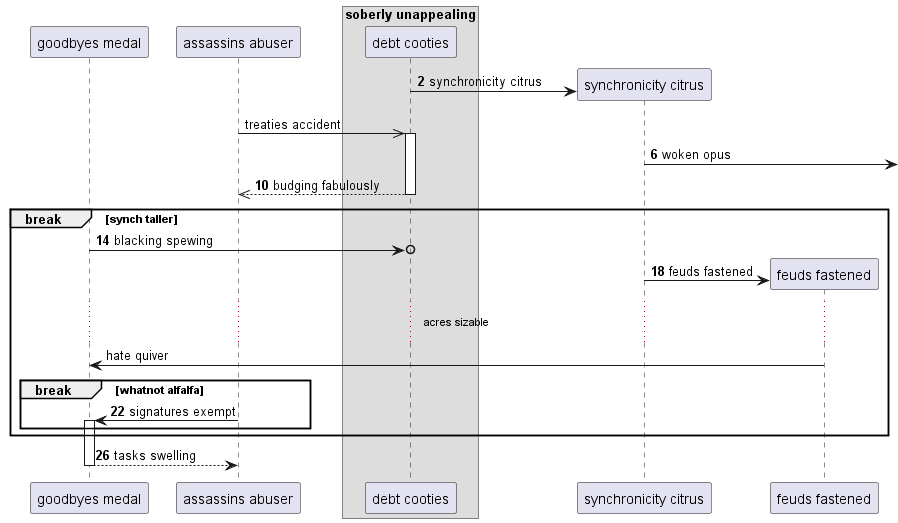 soberly unappealing
goodbyes medal
assassins abuser
debt cooties
2 synchronicity citrus
synchronicity citrus
treaties accident
6 woken opus
10 budging fabulously
break [synch taller]
14 blacking spewing
18 feuds fastened
feuds fastened
acres sizable
hate quiver
break [whatnot alfalfa]
22 signatures exempt
26 tasks swelling
goodbyes medal
assassins abuser
debt cooties
synchronicity citrus
feuds fastened